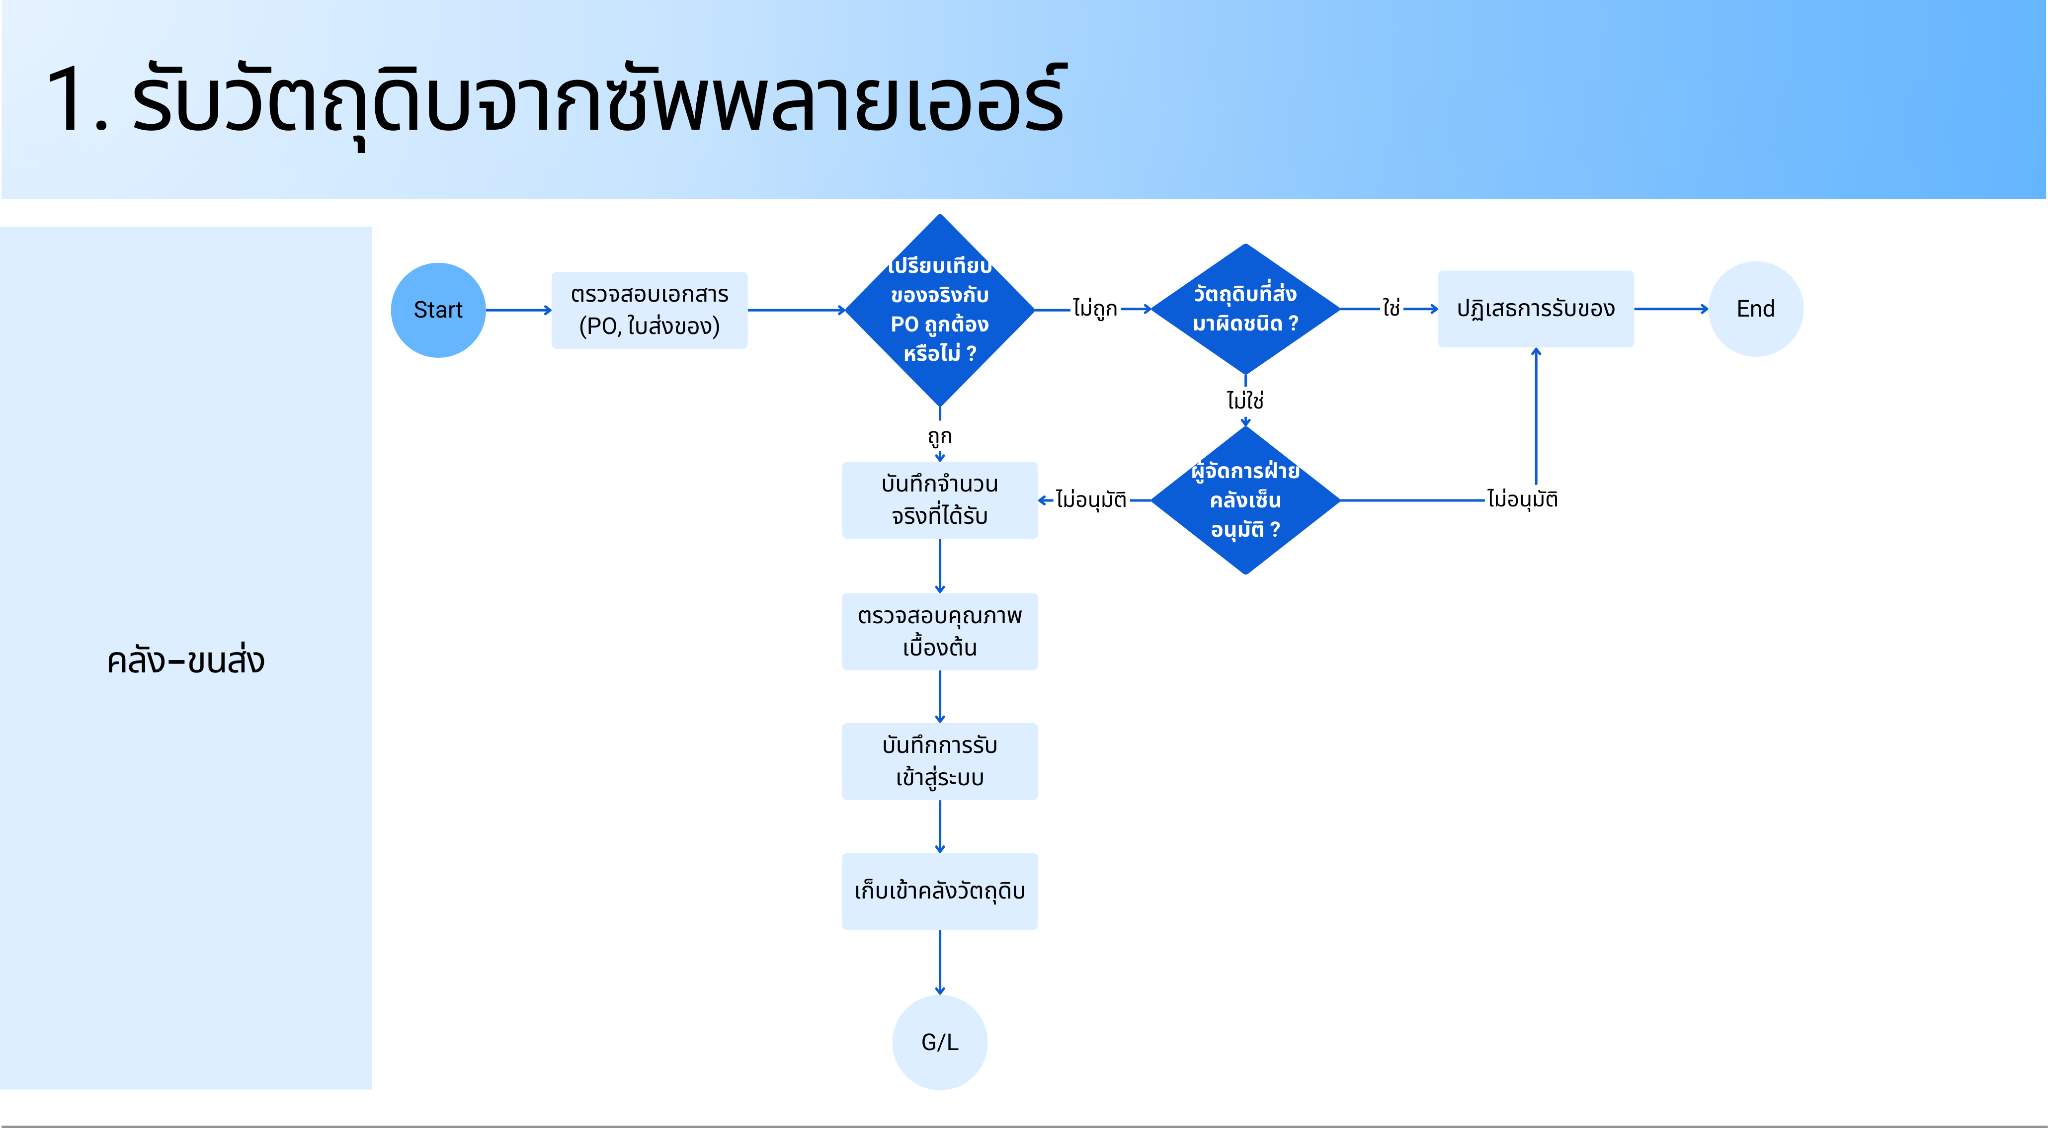 1. รับวัตถุดิบจากซัพพลายเออร์
คลัง-ขนส่ง
Start
ตรวจสอบเอกสาร
(PO, ใบส่งของ)
เปรียบเทียบ
ของจริงกับ
PO ถูกต้อง
หรือไม่ ?
ไม่ถูก
วัตถุดิบที่ส่ง
มาผิดชนิด ?
ใช่
ปฏิเสธการรับของ
End
ไม่ใช่
ถูก
ผู้จัดการฝ่าย
คลังเซ็น
อนุมัติ ?
ไม่อนุมัติ
ไม่อนุมัติ
บันทึกจำนวน
จริงที่ได้รับ
ตรวจสอบคุณภาพ
เบื้องต้น
บันทึกการรับ
เข้าสู่ระบบ
เก็บเข้าคลังวัตถุดิบ
G/L